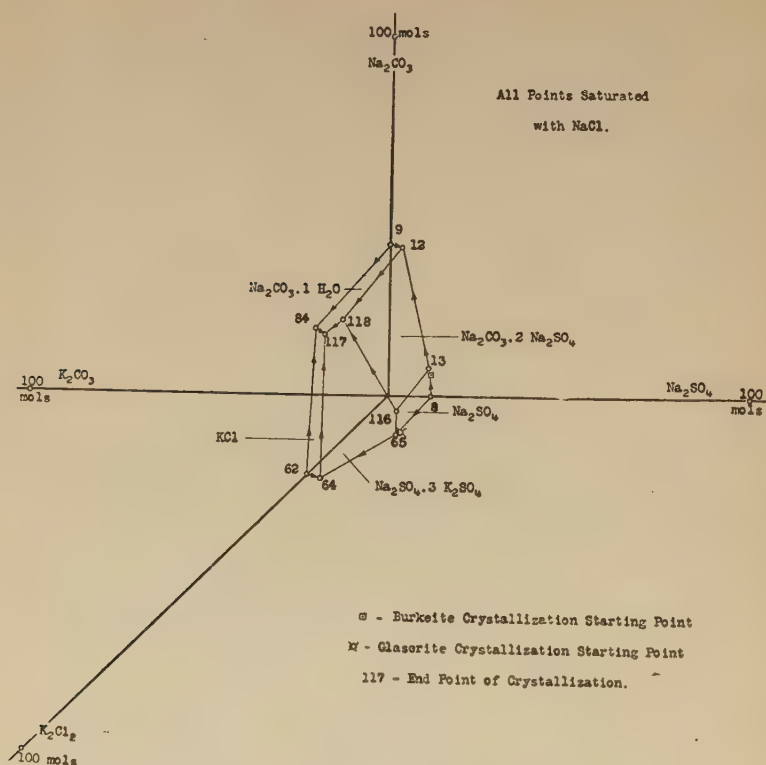 100 mols
Na2CO3
All Points Saturated
with NaCl.
9
12
Na2CO3.1 H2O
84
118
117
Na2CO3.2 Na2SO4
13
100
mols
K2CO3
Na2SO4
100
mols
8
116
Na2SO4
KCl
65
62
64
Na2SO4.3 K2SO4
¤ - Burkeite Crystallization Starting Point
¤ - Glaserite Crystallization Starting Point
117 - End Point of Crystallization.
K2Cl2
100 mols